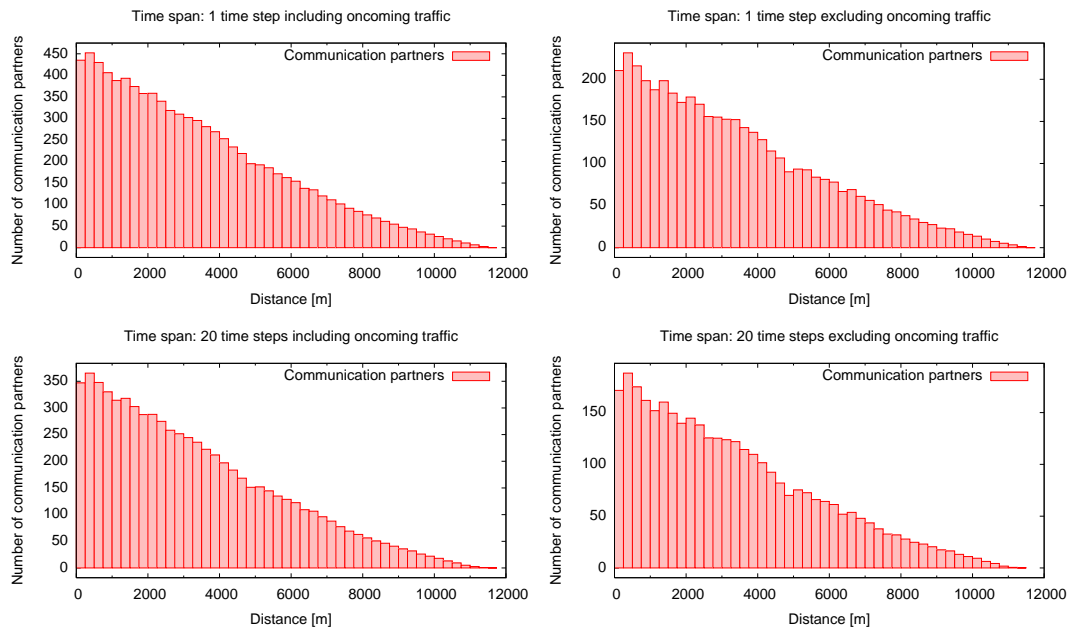 Time span: 1 time step including oncoming traffic
Number of communication partners
450
400
350
300
250
200
150
100
50
0
Communication partners
0 2000 4000 6000 8000 10000 12000
Distance [m]
Time span: 1 time step excluding oncoming traffic
Number of communication partners
200
150
100
50
0
Communication partners
0 2000 4000 6000 8000 10000 12000
Distance [m]
Time span: 20 time steps including oncoming traffic
Number of communication partners
350
300
250
200
150
100
50
0
Communication partners
0 2000 4000 6000 8000 10000 12000
Distance [m]
Time span: 20 time steps excluding oncoming traffic
Number of communication partners
150
100
50
0
Communication partners
0 2000 4000 6000 8000 10000 12000
Distance [m]